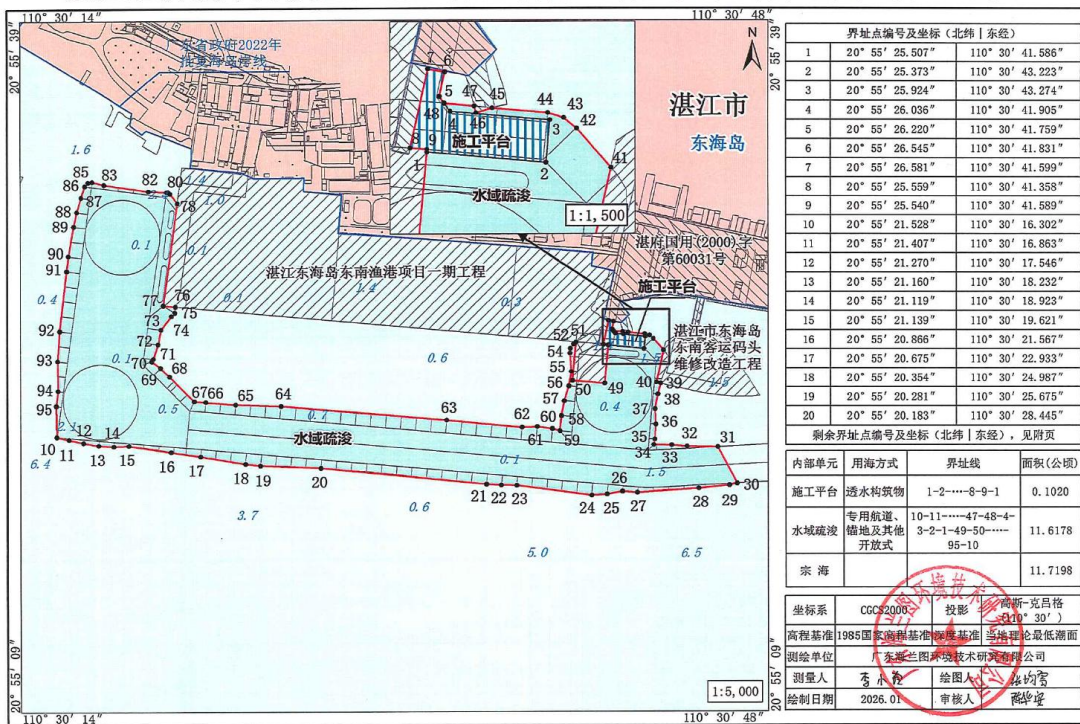 110° 30′ 14″
110° 30′ 48″
20° 55′ 39″
20° 55′ 39″
广东省政府2022年
批复海岸线
湛江市
东海岛
N
施工平台
水域疏浚
1:1,500
湛府国用(2000)字
第60031号
施工平台
湛江东海岛东南渔港项目一期工程
湛江市东海岛
东南客运码头
维修改造工程
水域疏浚
1:5,000
20° 55′ 09″
20° 55′ 09″
110° 30′ 14″
110° 30′ 48″
界址点编号及坐标（北纬 | 东经）
1 20° 55′ 25.507″ 110° 30′ 41.586″
2 20° 55′ 25.373″ 110° 30′ 43.223″
3 20° 55′ 25.924″ 110° 30′ 43.274″
4 20° 55′ 26.036″ 110° 30′ 41.905″
5 20° 55′ 26.220″ 110° 30′ 41.759″
6 20° 55′ 26.545″ 110° 30′ 41.831″
7 20° 55′ 26.581″ 110° 30′ 41.599″
8 20° 55′ 25.559″ 110° 30′ 41.358″
9 20° 55′ 25.540″ 110° 30′ 41.589″
10 20° 55′ 21.528″ 110° 30′ 16.302″
11 20° 55′ 21.407″ 110° 30′ 16.863″
12 20° 55′ 21.270″ 110° 30′ 17.546″
13 20° 55′ 21.160″ 110° 30′ 18.232″
14 20° 55′ 21.119″ 110° 30′ 18.923″
15 20° 55′ 21.139″ 110° 30′ 19.621″
16 20° 55′ 20.866″ 110° 30′ 21.567″
17 20° 55′ 20.675″ 110° 30′ 22.933″
18 20° 55′ 20.354″ 110° 30′ 24.987″
19 20° 55′ 20.281″ 110° 30′ 25.675″
20 20° 55′ 20.183″ 110° 30′ 28.445″
剩余界址点编号及坐标（北纬 | 东经），见附页
内部单元 用海方式 界址线 面积(公顷)
施工平台 透水构筑物 1-2-…-8-9-1 0.1020
水域疏浚 专用航道、锚地及其他开放式 10-11-……-47-48-4-3-2-1-49-50-……95-10 11.6178
宗海 11.7198
坐标系 CGCS2000 投影 高斯-克吕格(110° 30′)
高程基准 1985国家高程基准 深度基准 当地理论最低潮面
测绘单位 广东海兰图环境技术研究有限公司
测量人 绘图人
绘制日期 2026.01 审核人